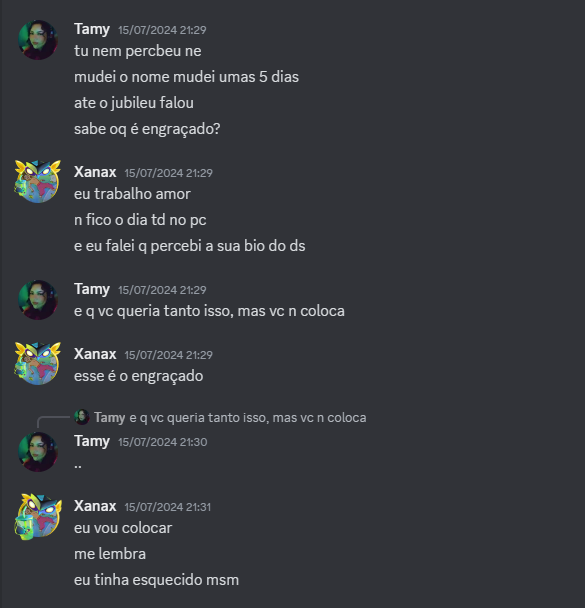 Tamy 15/07/2024 21:29
tu nem percbeu ne
mudei o nome mudei umas 5 dias
ate o jubileu falou
sabe oq é engraçado?
Xanax 15/07/2024 21:29
eu trabalho amor
n fico o dia td no pc
e eu falei q percebi a sua bio do ds
Tamy 15/07/2024 21:29
e q vc queria tanto isso, mas vc n coloca
Xanax 15/07/2024 21:29
esse é o engraçado
Tamy e q vc queria tanto isso, mas vc n coloca
Tamy 15/07/2024 21:30
..
Xanax 15/07/2024 21:31
eu vou colocar
me lembra
eu tinha esquecido msm